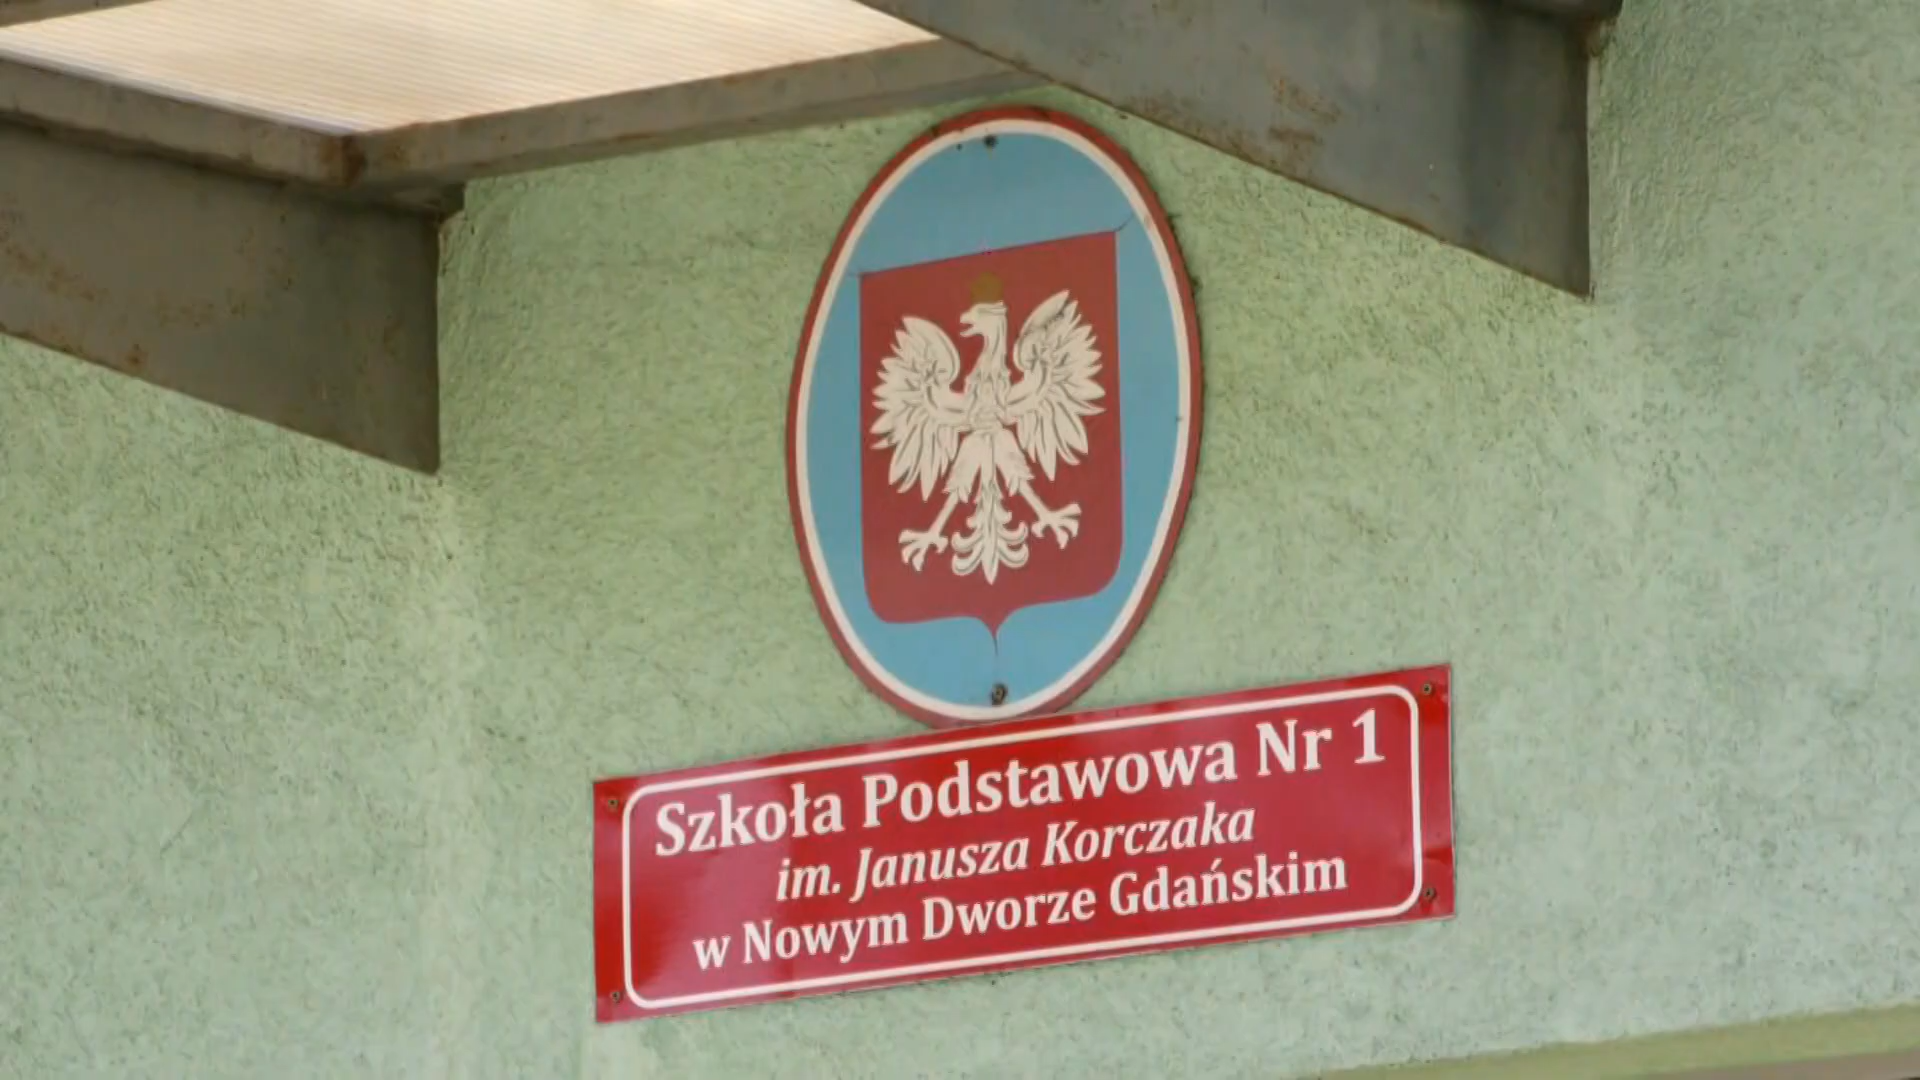 Szkoła Podstawowa Nr 1
im. Janusza Korczaka
w Nowym Dworze Gdańskim